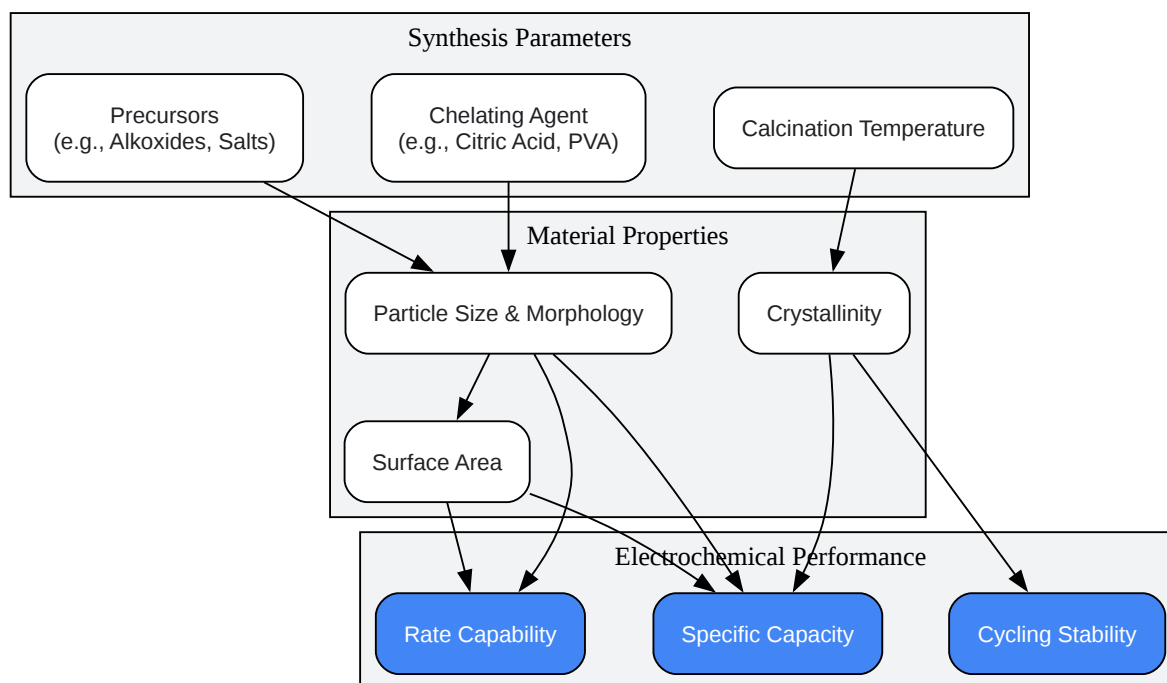 Synthesis Parameters
Precursors
(e.g., Alkoxides, Salts)
Chelating Agent
(e.g., Citric Acid, PVA)
Calcination Temperature
Material Properties
Particle Size & Morphology
Crystallinity
Surface Area
Electrochemical Performance
Rate Capability
Specific Capacity
Cycling Stability